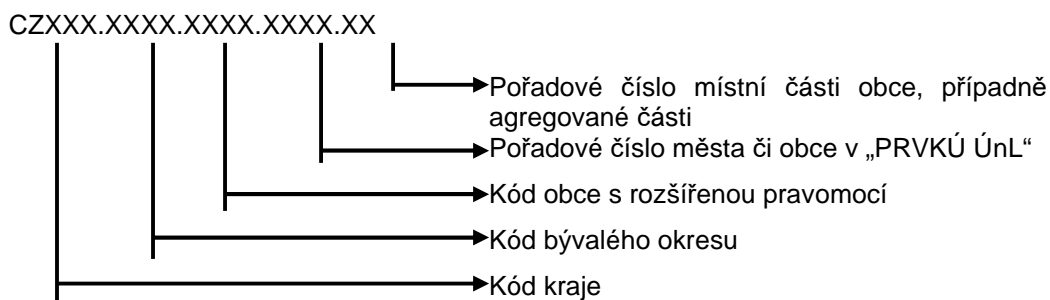 CZXXX.XXXX.XXXX.XXXX.XX
Pořadové číslo místní části obce, případně
agregované části
Pořadové číslo města či obce v „PRVKÚ ÚnL“
Kód obce s rozšířenou pravomocí
Kód bývalého okresu
Kód kraje